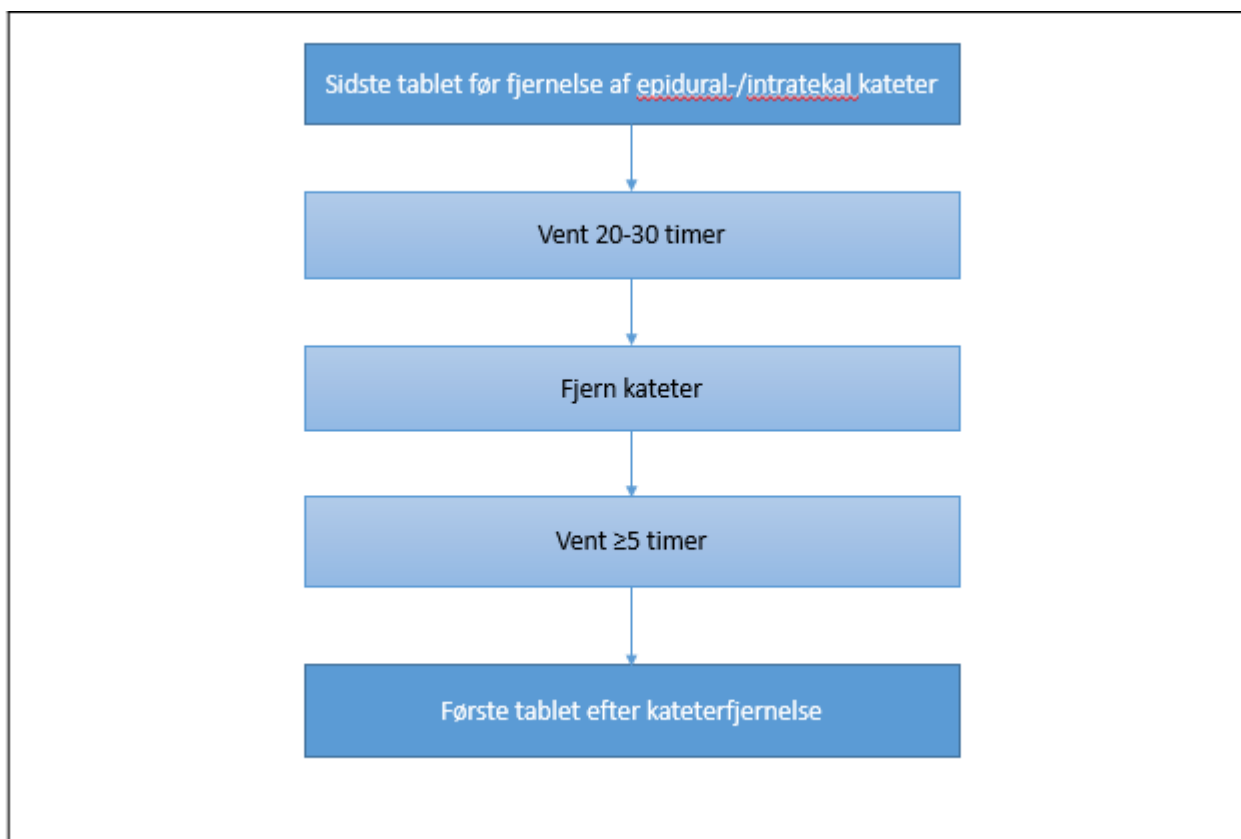 Sidste tablet før fjernelse af epidural-/intratekal kateter
Vent 20-30 timer
Fjern kateter
Vent ≥5 timer
Første tablet efter kateterfjernelse